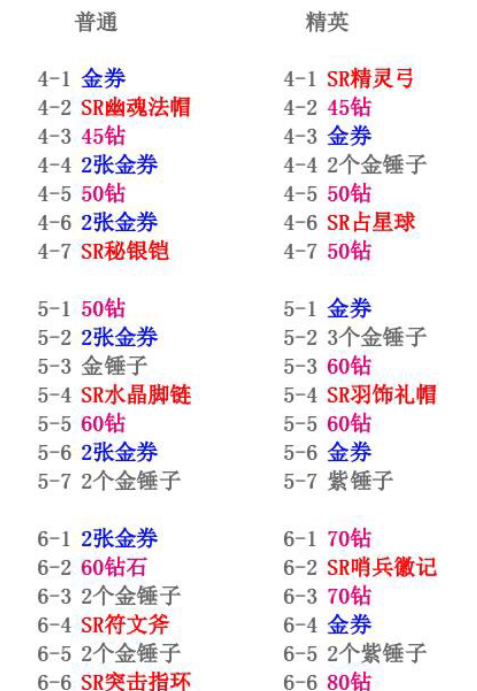 普通 精英
4-1 金券 4-1 SR精灵弓
4-2 SR幽魂法帽 4-2 45钻
4-3 45钻 4-3 金券
4-4 2张金券 4-4 2个金锤子
4-5 50钻 4-5 50钻
4-6 2张金券 4-6 SR占星球
4-7 SR秘银铠 4-7 50钻
5-1 50钻 5-1 金券
5-2 2张金券 5-2 3个金锤子
5-3 金锤子 5-3 60钻
5-4 SR水晶脚链 5-4 SR羽饰礼帽
5-5 60钻 5-5 60钻
5-6 2张金券 5-6 金券
5-7 2个金锤子 5-7 紫锤子
6-1 2张金券 6-1 70钻
6-2 60钻石 6-2 SR哨兵徽记
6-3 2个金锤子 6-3 70钻
6-4 SR符文斧 6-4 金券
6-5 2个金锤子 6-5 2个紫锤子
6-6 SR突击指环 6-6 80钻